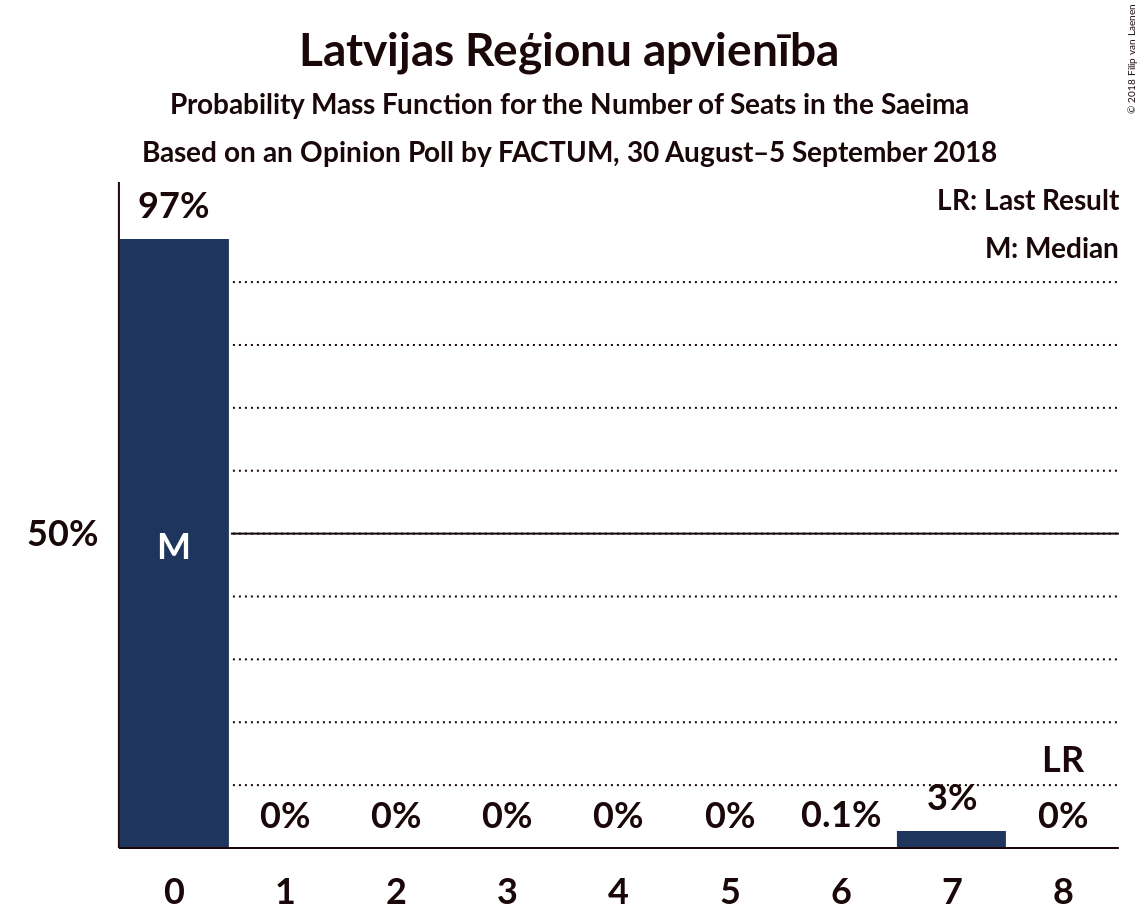 Latvijas Reģionu apvienība
Probability Mass Function for the Number of Seats in the Saeima
Based on an Opinion Poll by FACTUM, 30 August–5 September 2018
© 2018 Filip van Laenen
LR: Last Result
M: Median
97%
50%
M
LR
0% 0% 0% 0% 0% 0.1% 3% 0%
0 1 2 3 4 5 6 7 8